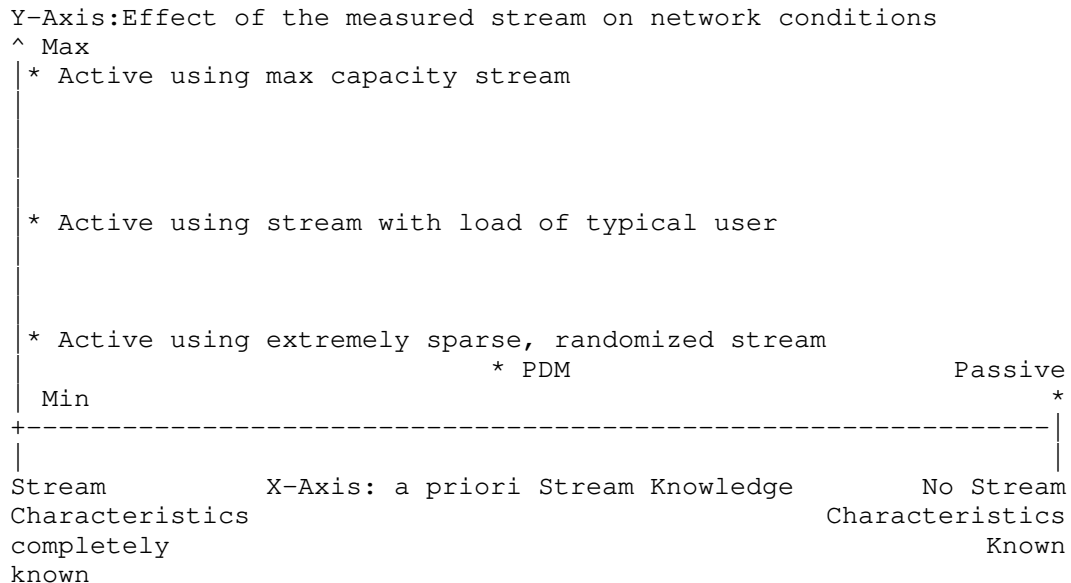 Y-Axis:Effect of the measured stream on network conditions
^ Max
|* Active using max capacity stream
|
|
|
|
|* Active using stream with load of typical user
|
|
|
|* Active using extremely sparse, randomized stream
| * PDM Passive
| Min *
+----------------------------------------------------------------|
| |
Stream X-Axis: a priori Stream Knowledge No Stream
Characteristics Characteristics
completely Known
known